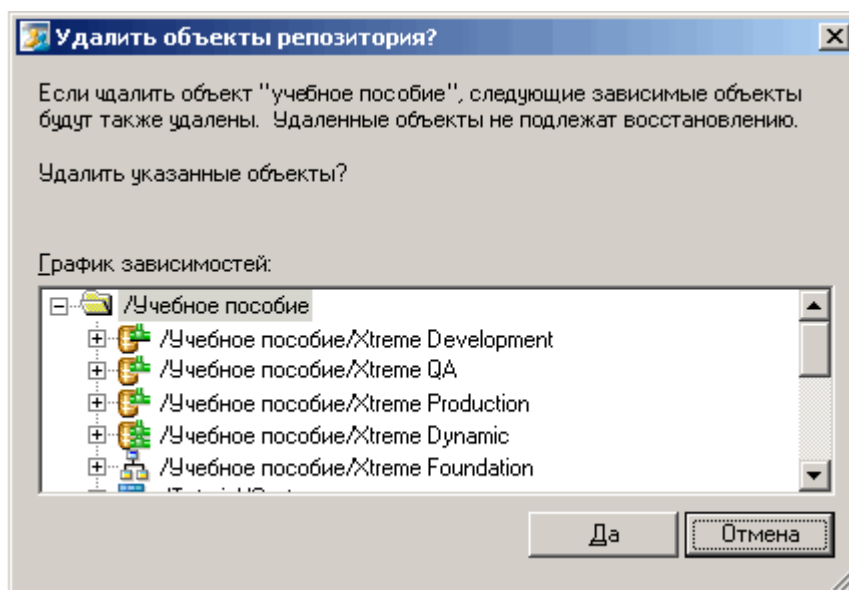 Удалить объекты репозитория?
Если удалить объект "учебное пособие", следующие зависимые объекты
будут также удалены. Удаленные объекты не подлежат восстановлению.
Удалить указанные объекты?
График зависимостей:
/Учебное пособие
/Учебное пособие/Xtreme Development
/Учебное пособие/Xtreme QA
/Учебное пособие/Xtreme Production
/Учебное пособие/Xtreme Dynamic
/Учебное пособие/Xtreme Foundation
Да
Отмена